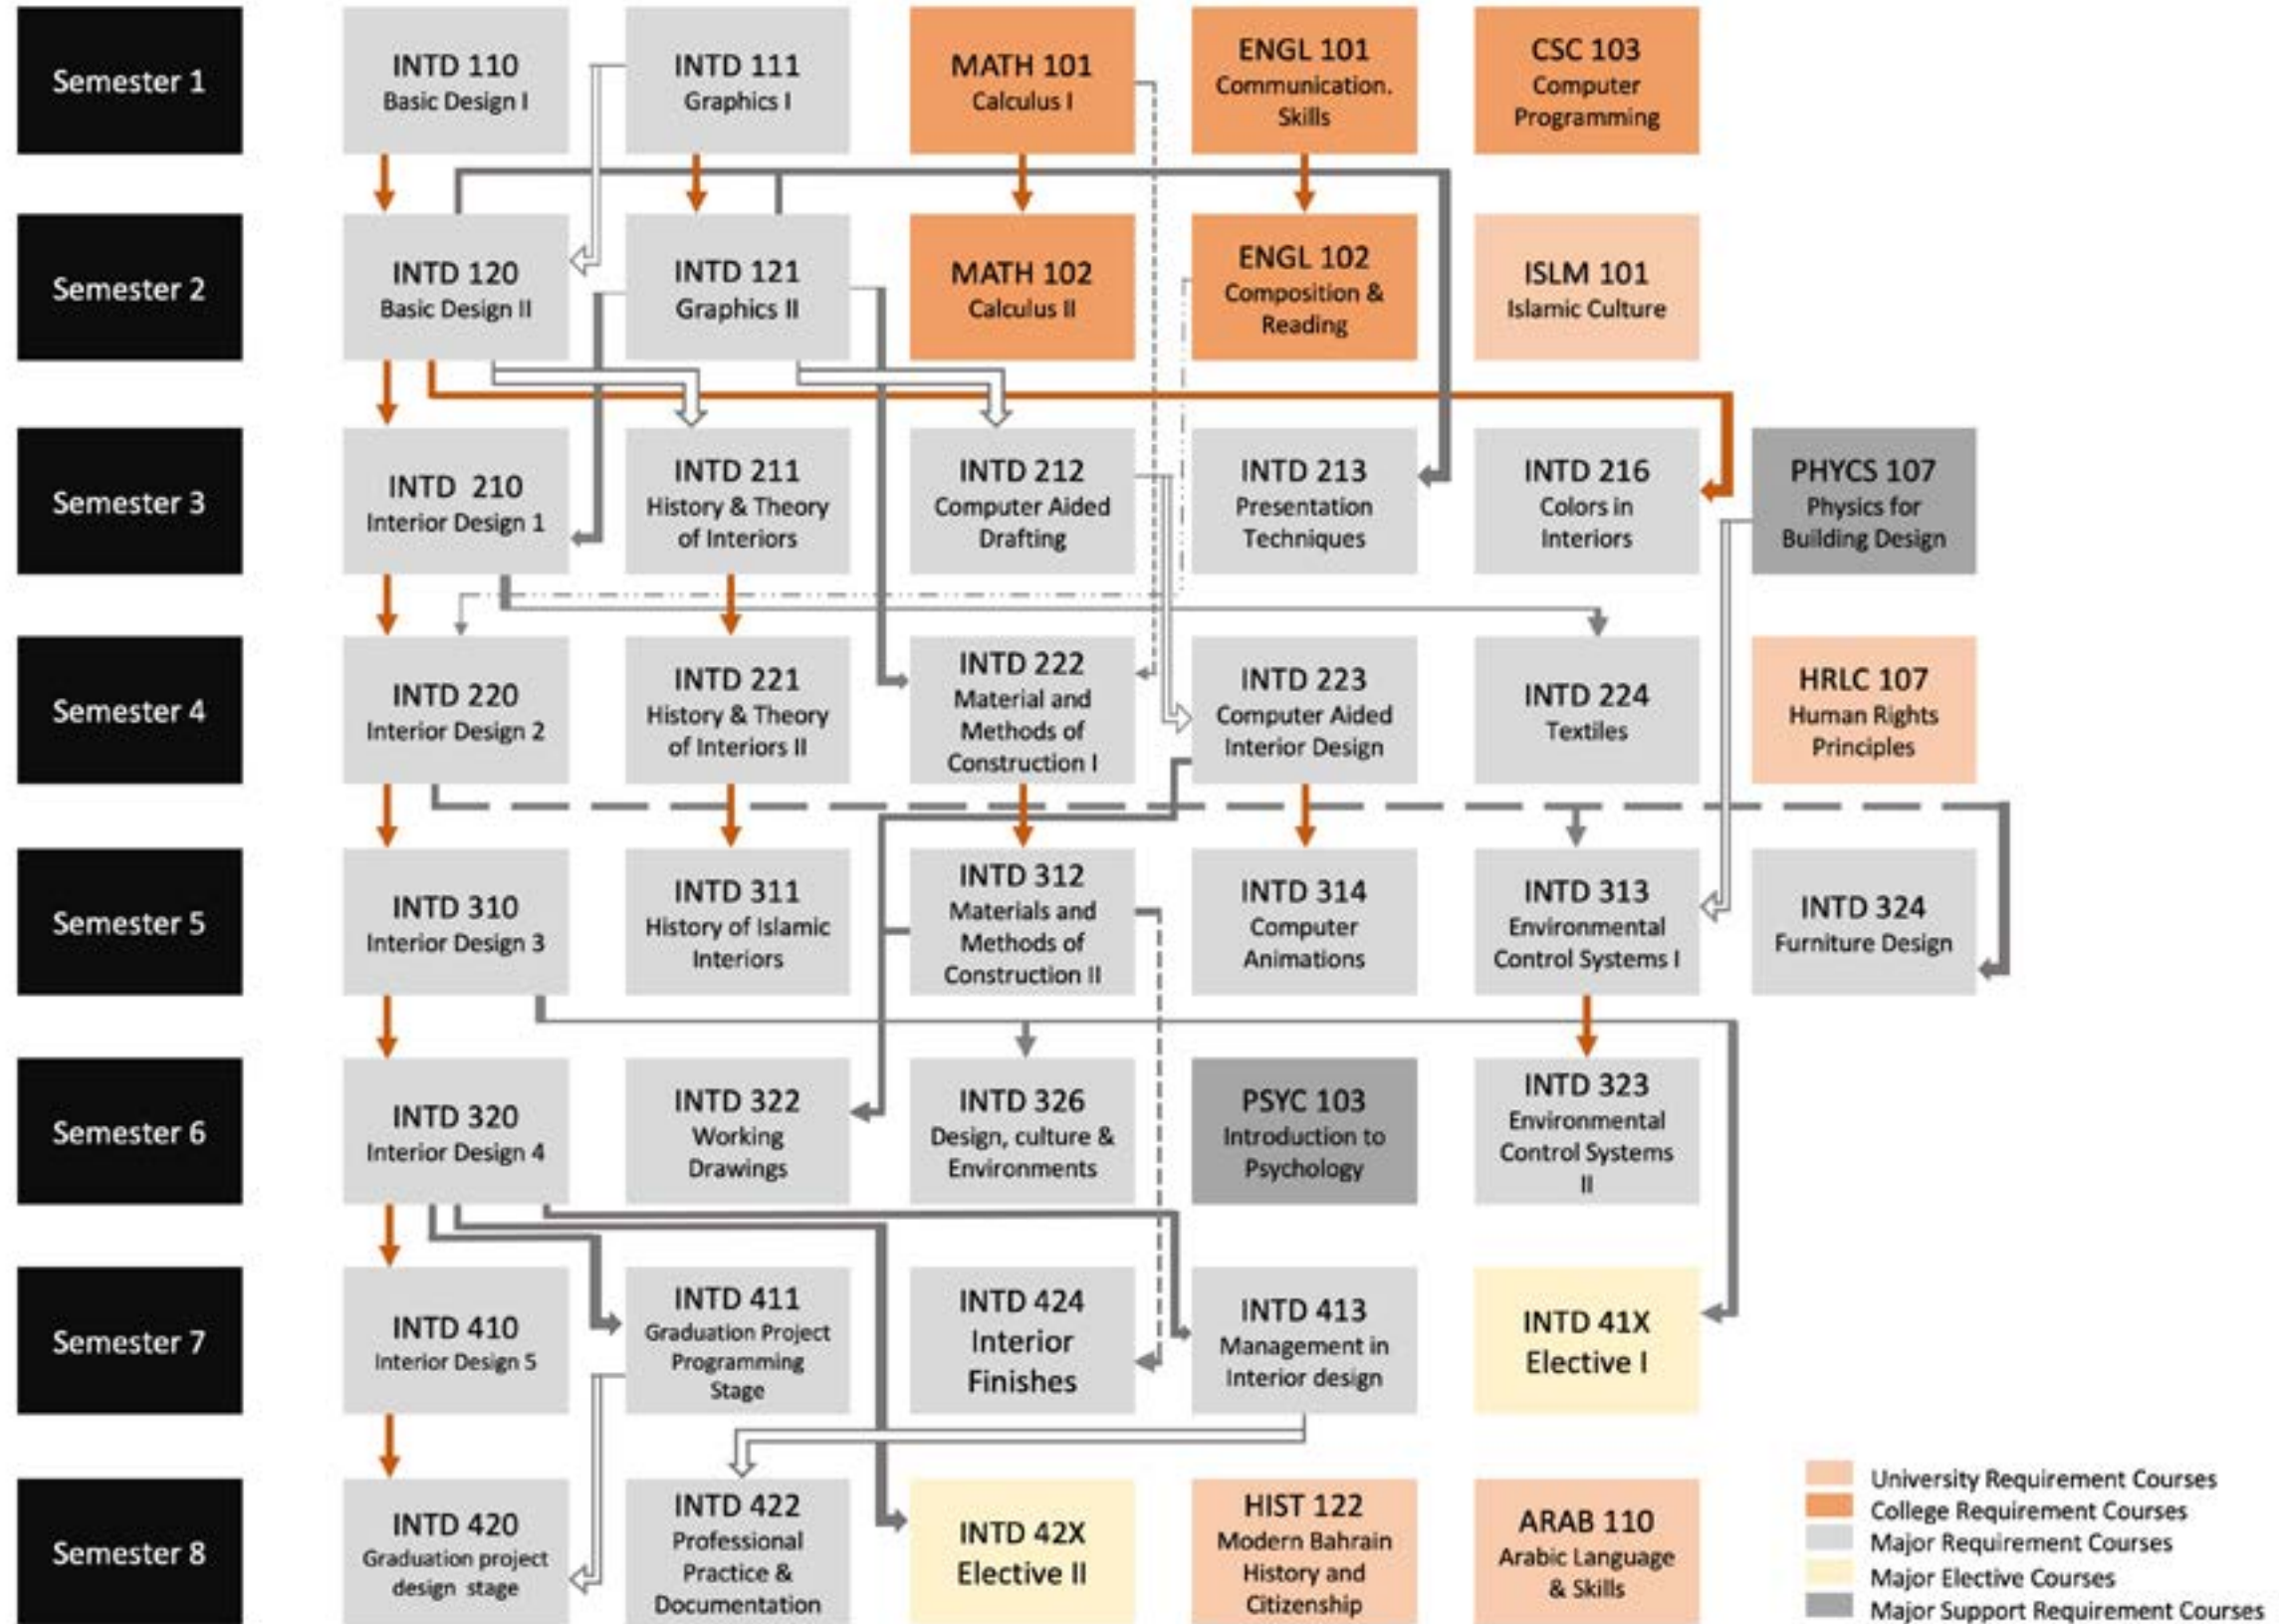 Semester 1
INTD 110
Basic Design I
INTD 111
Graphics I
MATH 101
Calculus I
ENGL 101
Communication.
Skills
CSC 103
Computer
Programming
Semester 2
INTD 120
Basic Design II
INTD 121
Graphics II
MATH 102
Calculus II
ENGL 102
Composition &
Reading
ISLM 101
Islamic Culture
Semester 3
INTD 210
Interior Design 1
INTD 211
History & Theory
of Interiors
INTD 212
Computer Aided
Drafting
INTD 213
Presentation
Techniques
INTD 216
Colors in
Interiors
PHYCS 107
Physics for
Building Design
Semester 4
INTD 220
Interior Design 2
INTD 221
History & Theory
of Interiors II
INTD 222
Material and
Methods of
Construction I
INTD 223
Computer Aided
Interior Design
INTD 224
Textiles
HRLC 107
Human Rights
Principles
Semester 5
INTD 310
Interior Design 3
INTD 311
History of Islamic
Interiors
INTD 312
Materials and
Methods of
Construction II
INTD 314
Computer
Animations
INTD 313
Environmental
Control Systems I
INTD 324
Furniture Design
Semester 6
INTD 320
Interior Design 4
INTD 322
Working
Drawings
INTD 326
Design, culture &
Environments
PSYC 103
Introduction to
Psychology
INTD 323
Environmental
Control Systems
II
Semester 7
INTD 410
Interior Design 5
INTD 411
Graduation Project
Programming
Stage
INTD 424
Interior
Finishes
INTD 413
Management in
Interior design
INTD 41X
Elective I
Semester 8
INTD 420
Graduation project
design stage
INTD 422
Professional
Practice &
Documentation
INTD 42X
Elective II
HIST 122
Modern Bahrain
History and
Citizenship
ARAB 110
Arabic Language
& Skills
University Requirement Courses
College Requirement Courses
Major Requirement Courses
Major Elective Courses
Major Support Requirement Courses